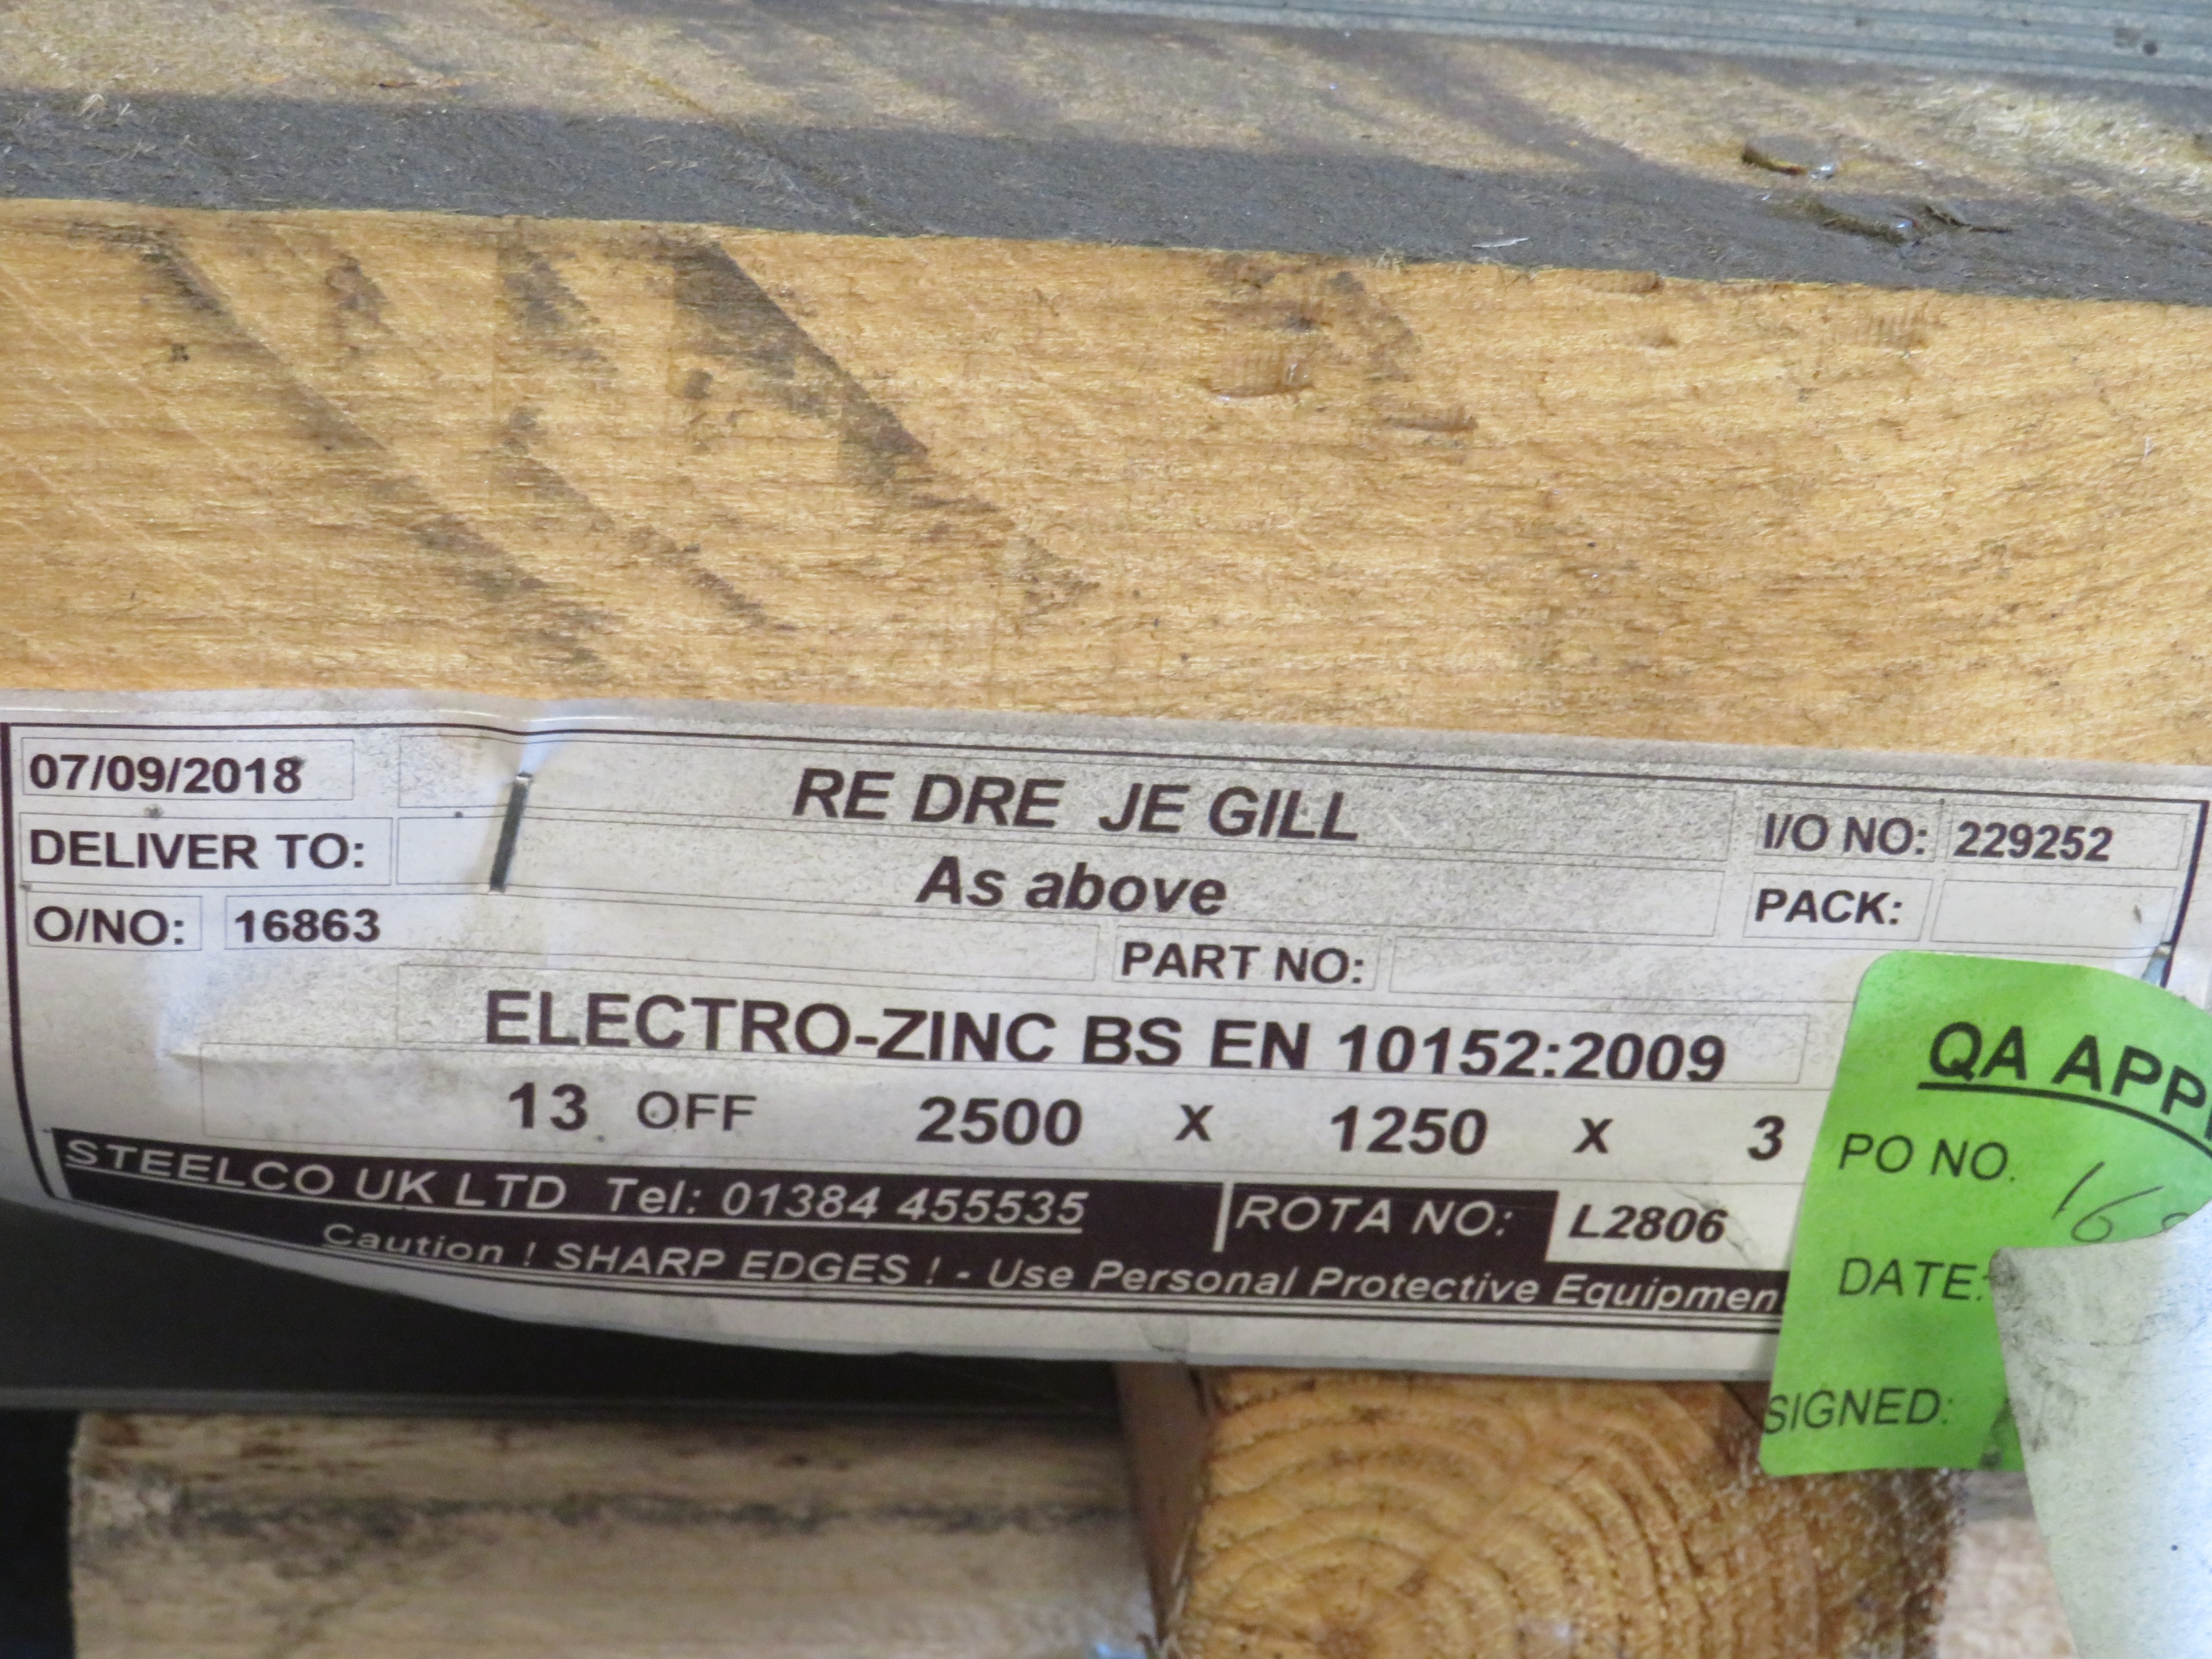 07/09/2018 RE DRE JE GILL I/O NO: 229252
DELIVER TO: As above PACK:
O/NO: 16863 PART NO:
ELECTRO-ZINC BS EN 10152:2009
13 OFF 2500 X 1250 X 3
STEELCO UK LTD Tel: 01384 455535 ROTA NO: L2806
Caution ! SHARP EDGES ! - Use Personal Protective Equipmen
QA APP
PO NO. 16
DATE:
SIGNED: